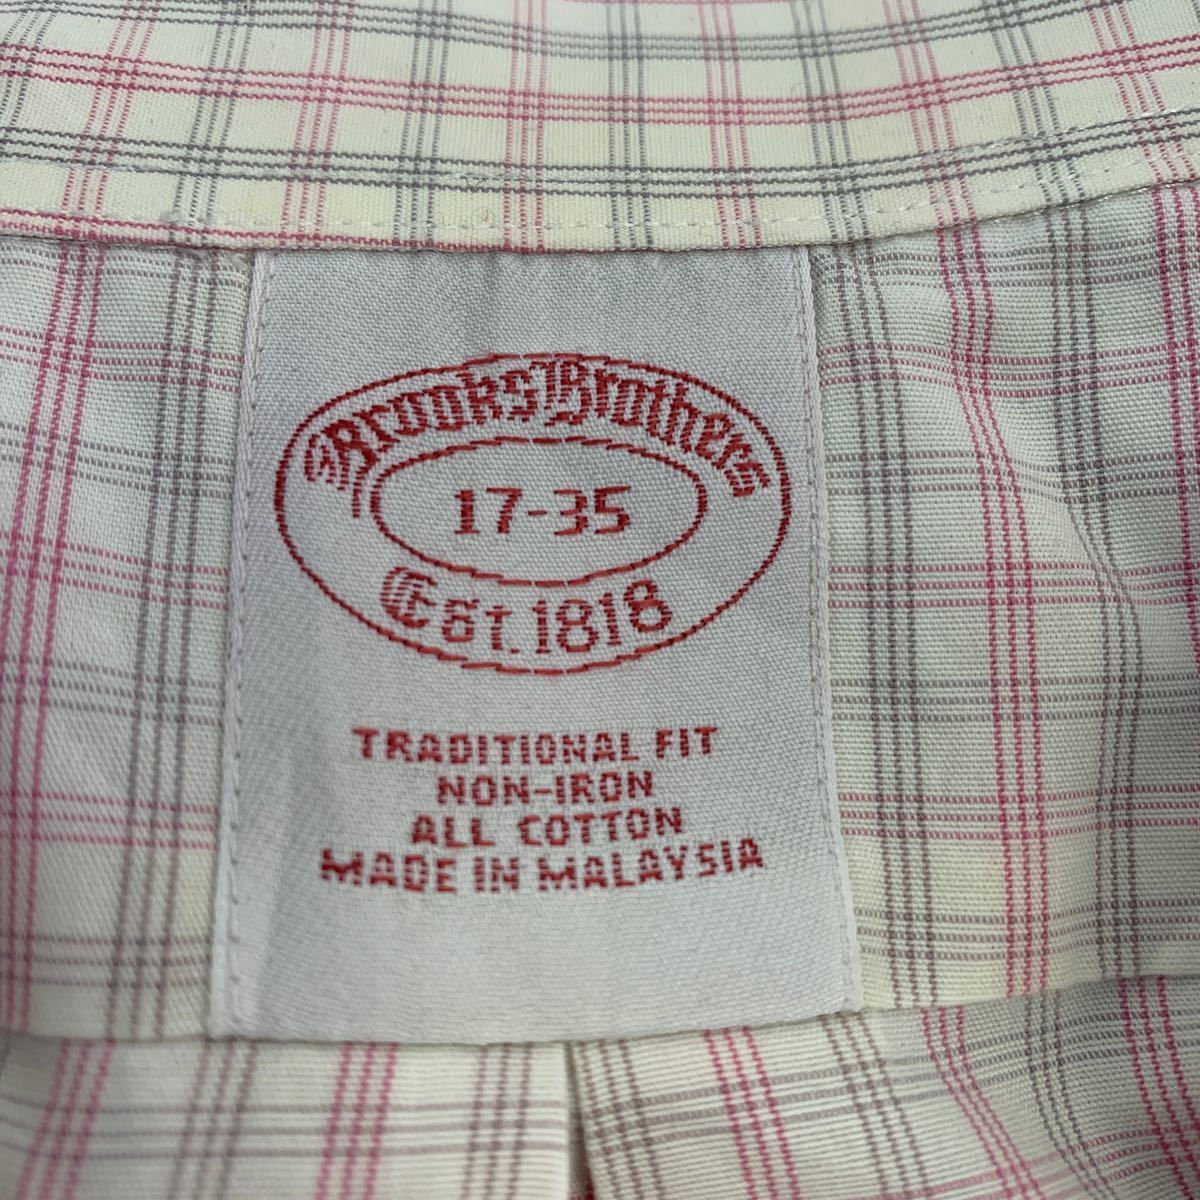 Brooks Brothers
17-35
Est. 1818
TRADITIONAL FIT
NON-IRON
ALL COTTON
MADE IN MALAYSIA